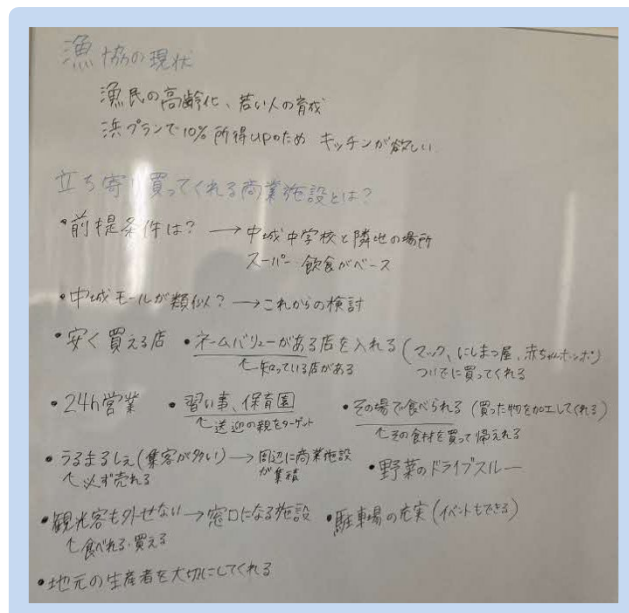 漁協の現状
漁民の高齢化、若い人の育成
浜プランで10%所得upのため キッチンが欲しい
立ち寄り買ってくれる商業施設とは?
・前提条件は? → 中城中学校と隣地の場所
スーパー 飲食がベース
・中城モールが類似? → これからの検討
・安く買える店 ・ネームバリューがある店を入れる (マック、にしまつ屋、赤ちゃんホンポ)
↑知っている店がある ついでに買ってくれる
・24h営業 ・習い事、保育園 ・その場で食べられる (買った物を加工してくれる)
↑送迎の親をターゲット ↑その食材を買って帰れる
・うるまるしぇ (集客が多い) → 周辺に商業施設が集積 ・野菜のドライブスルー
↑必ず売れる
・観光客も外せない → 窓口になる施設 ・駐車場の充実 (イベントもできる)
↑食べれる・買える
・地元の生産者を大切にしてくれる